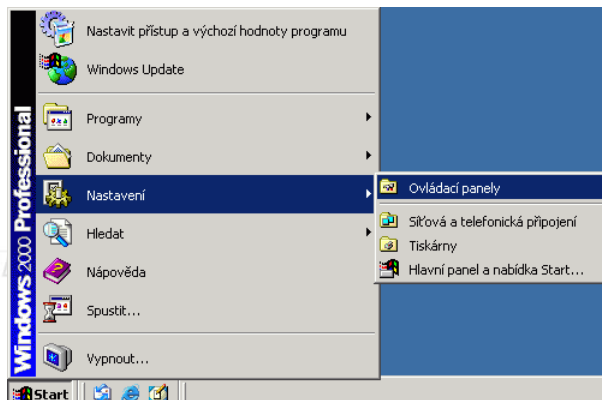 Nastavit přístup a výchozí hodnoty programu
Windows Update
Programy
Dokumenty
Nastavení
Hledat
Nápověda
Spustit...
Vypnout...
Windows 2000 Professional
Ovládací panely
Síťová a telefonická připojení
Tiskárny
Hlavní panel a nabídka Start...
Start